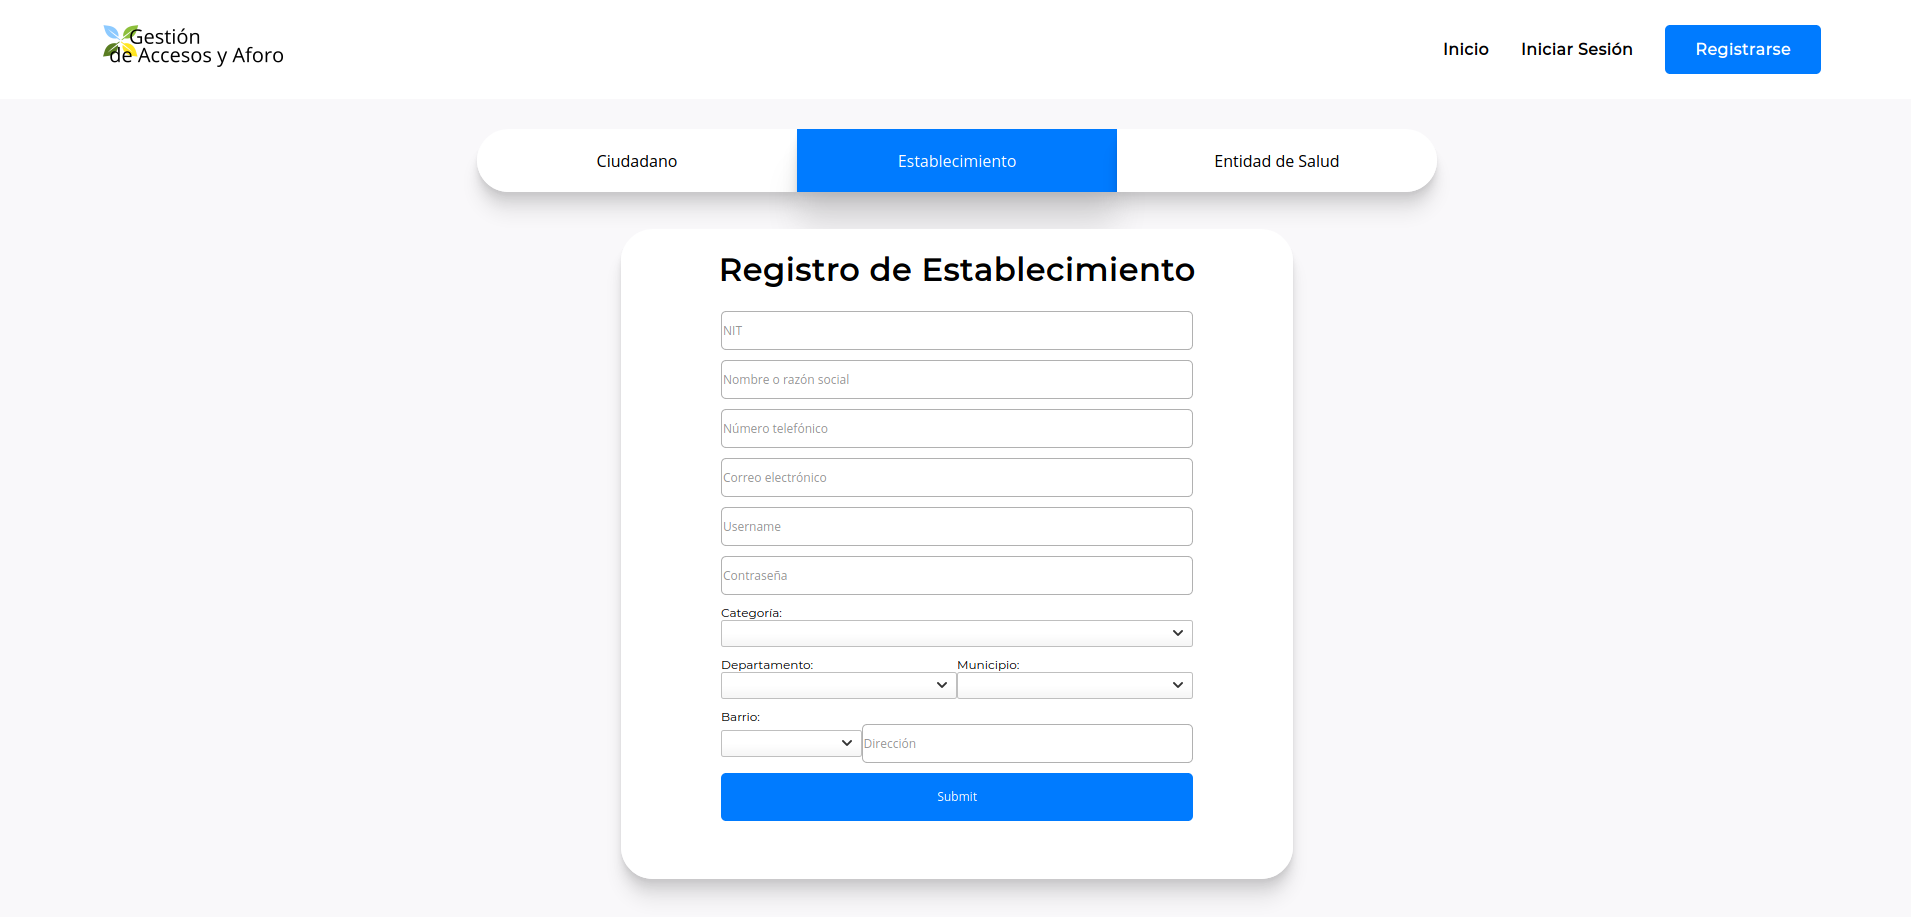 Gestión
de Accesos y Aforo
Inicio Iniciar Sesión Registrarse
Ciudadano Establecimiento Entidad de Salud
Registro de Establecimiento
NIT
Nombre o razón social
Número telefónico
Correo electrónico
Username
Contraseña
Categoría:
Departamento: Municipio:
Barrio:
Dirección
Submit